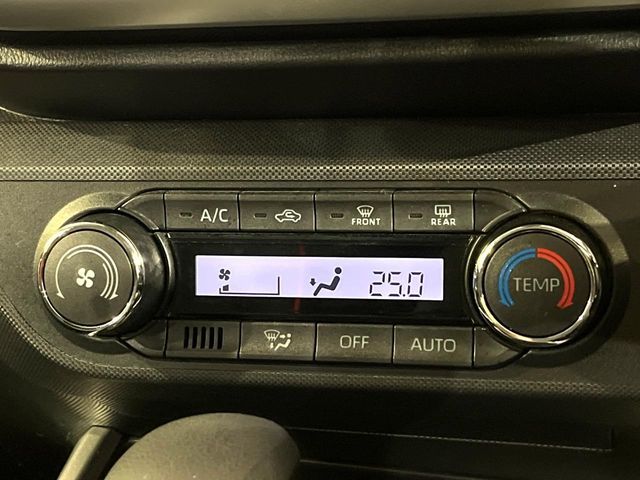 A/C
FRONT
REAR
25.0
TEMP
OFF
AUTO